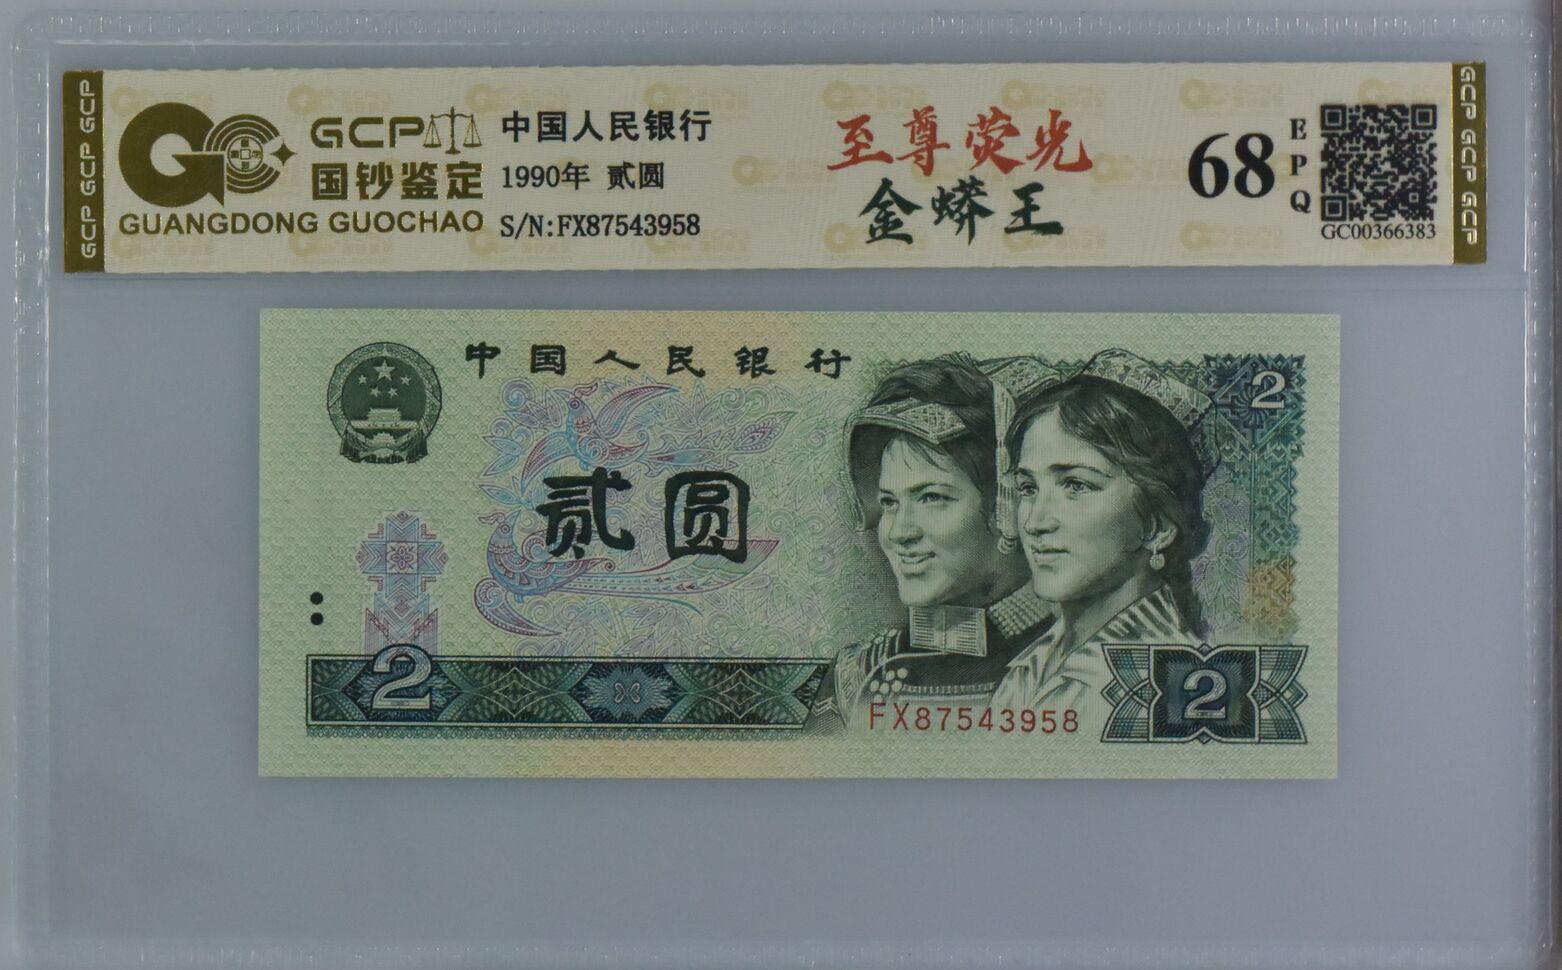 GCP GCP GCP
GCP
国钞鉴定
GUANGDONG GUOCHAO
中国人民银行
1990年 贰圆
S/N:FX87543958
至尊荧光
金蟒王
68
EPQ
GC00366383
GCP GCP GCP
中国人民银行
2
贰圆
2
FX87543958
2